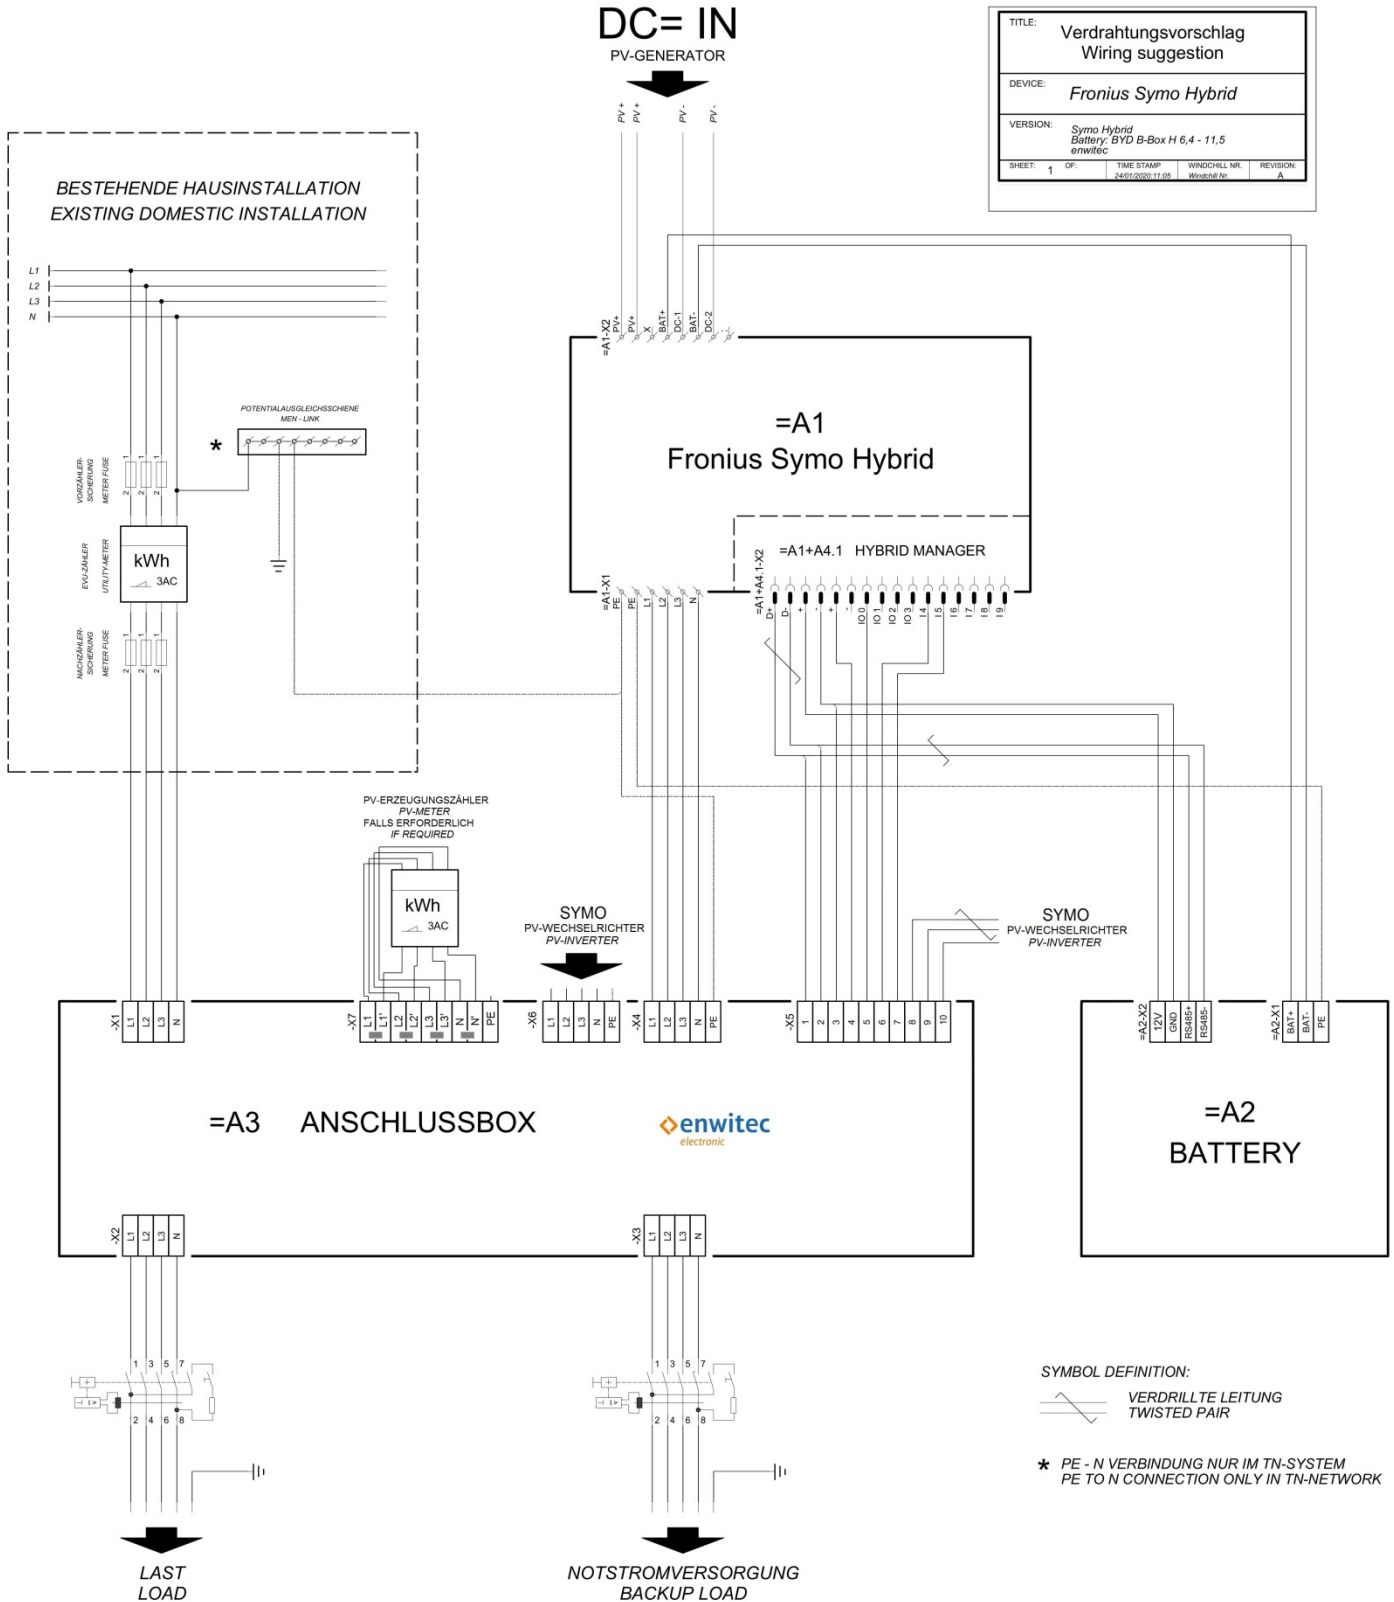 DC= IN
PV-GENERATOR
PV +
PV +
PV -
PV -
TITLE:
Verdrahtungsvorschlag
Wiring suggestion
DEVICE:
Fronius Symo Hybrid
VERSION:
Symo Hybrid
Battery: BYD B-Box H 6,4 - 11,5
enwitec
SHEET: 1 OF:
TIME STAMP
24/01/2020:11:05
WINDCHILL NR.
Windchill Nr.
REVISION:
A
BESTEHENDE HAUSINSTALLATION
EXISTING DOMESTIC INSTALLATION
L1
L2
L3
N
POTENTIALAUSGLEICHSSCHIENE
MEN - LINK
*
VORZÄHLER-
SICHERUNG
METER FUSE
1 1 1
2 2 2
EVU-ZÄHLER
UTILITY-METER
kWh
3AC
NACHZÄHLER-
SICHERUNG
METER FUSE
1 1 1
2 2 2
=A1-X2
PV+
PV+
X
BAT+
DC-1
BAT-
DC-2
=A1
Fronius Symo Hybrid
=A1+A4.1 HYBRID MANAGER
=A1-X1
PE
PE
L1
L2
L3
N
=A1+A4.1-X2
D+
D-
+
-
+
-
IO 0
IO 1
IO 2
IO 3
I 4
I 5
I 6
I 7
I 8
I 9
PV-ERZEUGUNGSZÄHLER
PV-METER
FALLS ERFORDERLICH
IF REQUIRED
kWh
3AC
SYMO
PV-WECHSELRICHTER
PV-INVERTER
SYMO
PV-WECHSELRICHTER
PV-INVERTER
-X1
L1
L2
L3
N
-X7
L1
L1'
L2
L2'
L3
L3'
N
N'
PE
-X6
L1
L2
L3
N
PE
-X4
L1
L2
L3
N
PE
-X5
1
2
3
4
5
6
7
8
9
10
=A2-X2
12V
GND
RS485+
RS485-
=A2-X1
BAT+
BAT-
PE
=A3 ANSCHLUSSBOX
enwitec
electronic
=A2
BATTERY
-X2
L1
L2
L3
N
-X3
L1
L2
L3
N
1 3 5 7
2 4 6 8
1 3 5 7
2 4 6 8
I >
I >
LAST
LOAD
NOTSTROMVERSORGUNG
BACKUP LOAD
SYMBOL DEFINITION:
VERDRILLTE LEITUNG
TWISTED PAIR
* PE - N VERBINDUNG NUR IM TN-SYSTEM
PE TO N CONNECTION ONLY IN TN-NETWORK